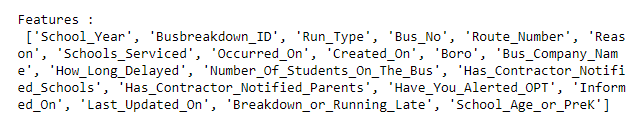 Features :
['School_Year', 'Busbreakdown_ID', 'Run_Type', 'Bus_No', 'Route_Number', 'Reas
on', 'Schools_Serviced', 'Occurred_On', 'Created_On', 'Boro', 'Bus_Company_Nam
e', 'How_Long_Delayed', 'Number_Of_Students_On_The_Bus', 'Has_Contractor_Notifi
ed_Schools', 'Has_Contractor_Notified_Parents', 'Have_You_Alerted_OPT', 'Inform
ed_On', 'Last_Updated_On', 'Breakdown_or_Running_Late', 'School_Age_or_PreK']